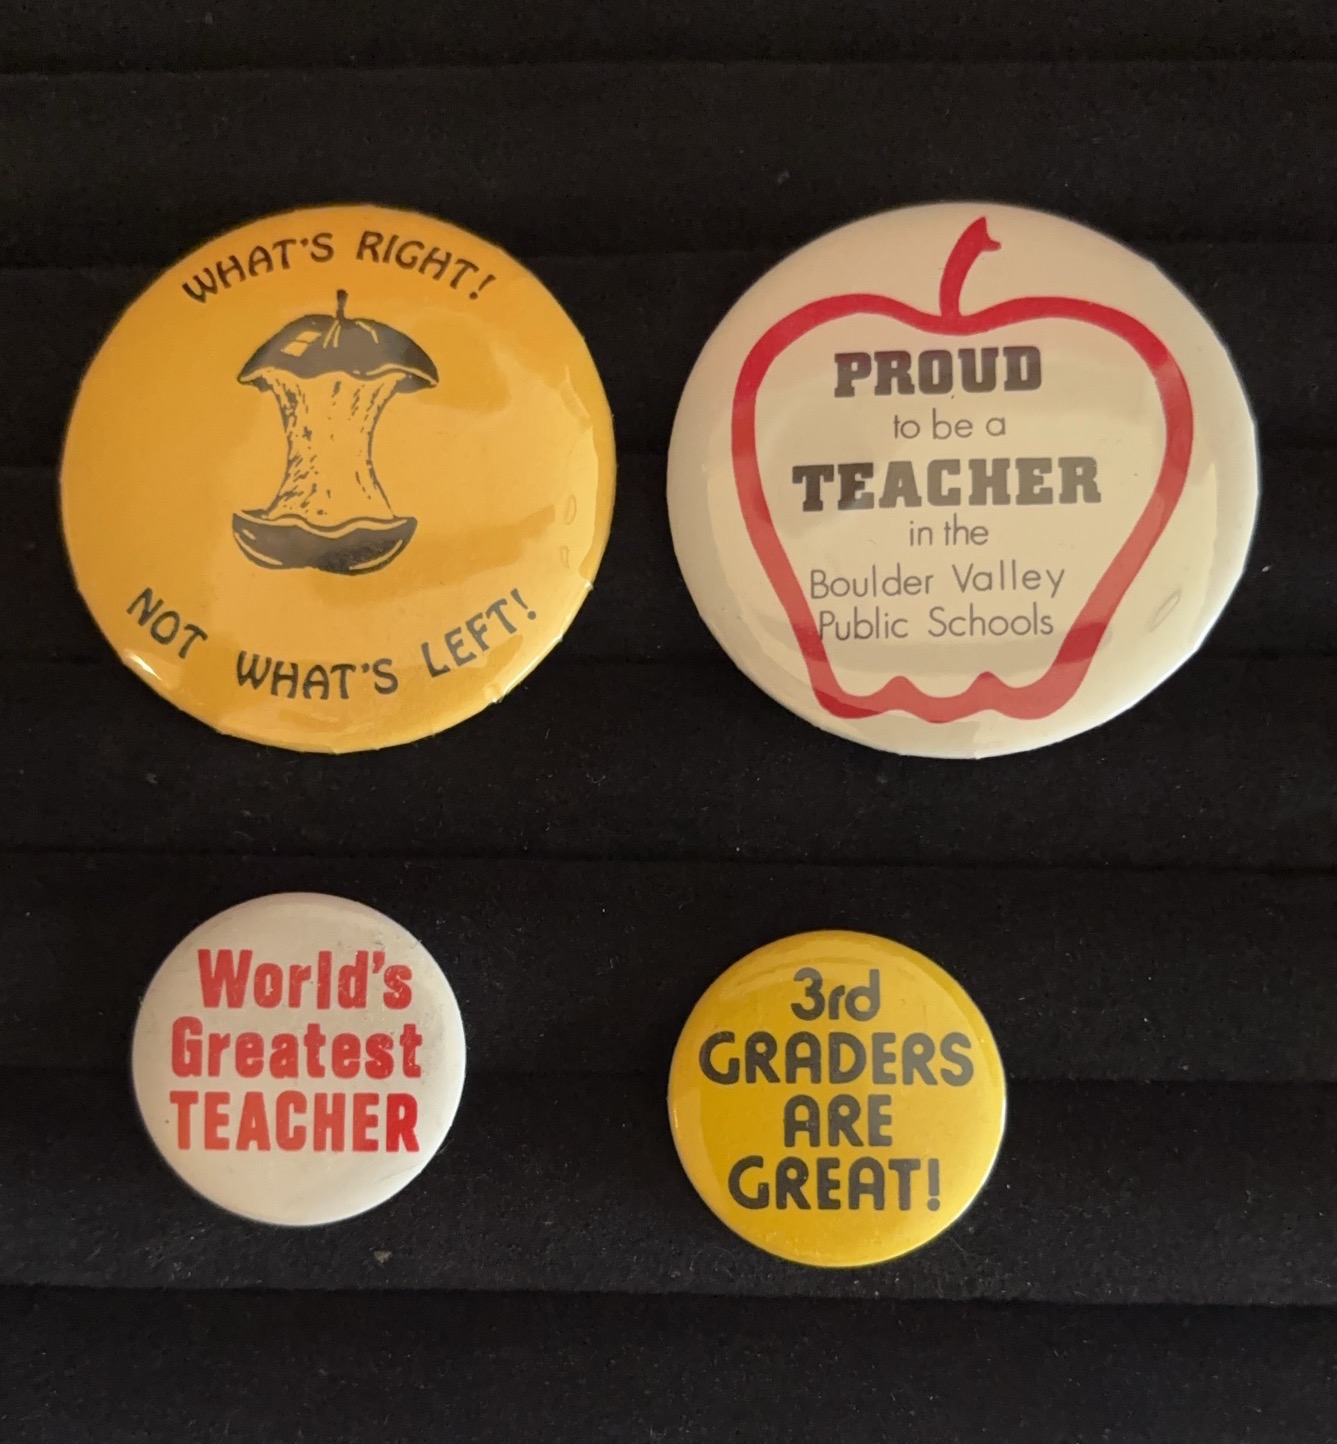 WHAT'S RIGHT!
NOT WHAT'S LEFT!
PROUD
to be a
TEACHER
in the
Boulder Valley
Public Schools
World's
Greatest
TEACHER
3rd
GRADERS
ARE
GREAT!